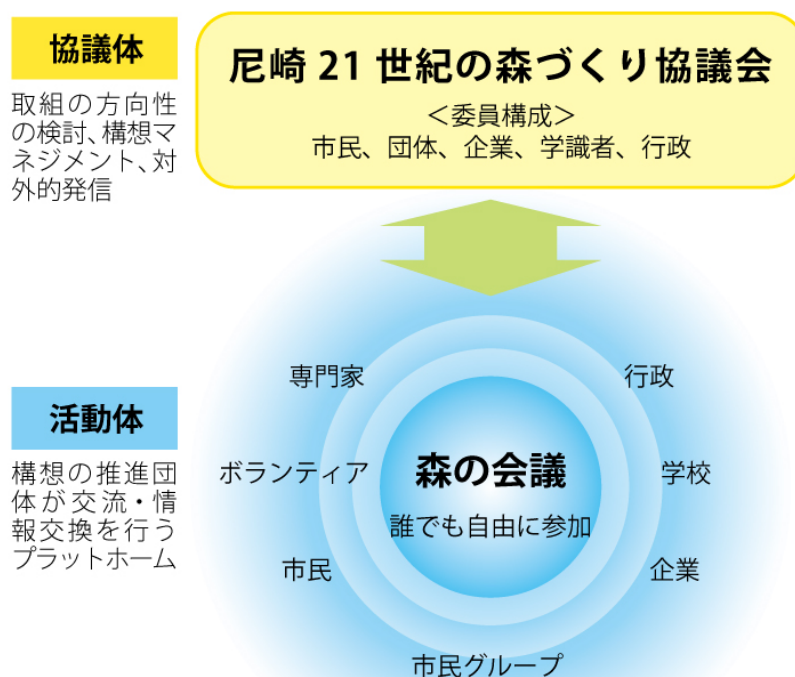 協議体
取組の方向性
の検討、構想マ
ネジメント、対
外的発信
尼崎 21 世紀の森づくり協議会
＜委員構成＞
市民、団体、企業、学識者、行政
活動体
構想の推進団
体が交流・情
報交換を行う
プラットホーム
専門家
行政
ボランティア
森の会議
学校
誰でも自由に参加
市民
企業
市民グループ